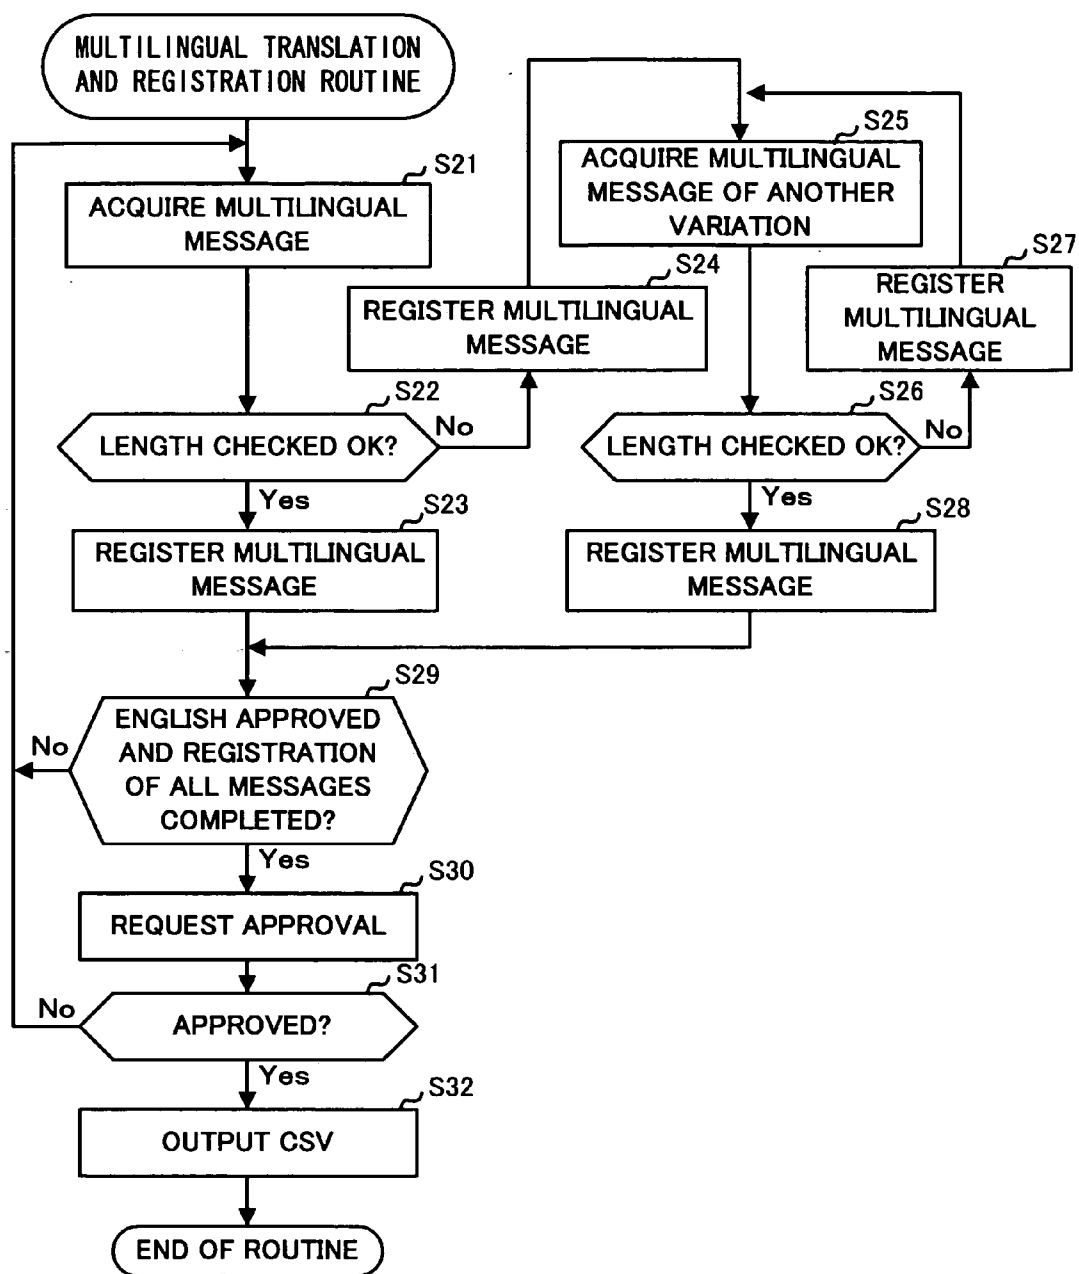 MULTILINGUAL TRANSLATION
AND REGISTRATION ROUTINE
S21
ACQUIRE MULTILINGUAL
MESSAGE
S22
LENGTH CHECKED OK?
No
Yes
S23
REGISTER MULTILINGUAL
MESSAGE
S24
REGISTER MULTILINGUAL
MESSAGE
S25
ACQUIRE MULTILINGUAL
MESSAGE OF ANOTHER
VARIATION
S26
LENGTH CHECKED OK?
No
Yes
S27
REGISTER
MULTILINGUAL
MESSAGE
S28
REGISTER MULTILINGUAL
MESSAGE
S29
ENGLISH APPROVED
AND REGISTRATION
OF ALL MESSAGES
COMPLETED?
No
Yes
S30
REQUEST APPROVAL
S31
APPROVED?
No
Yes
S32
OUTPUT CSV
END OF ROUTINE